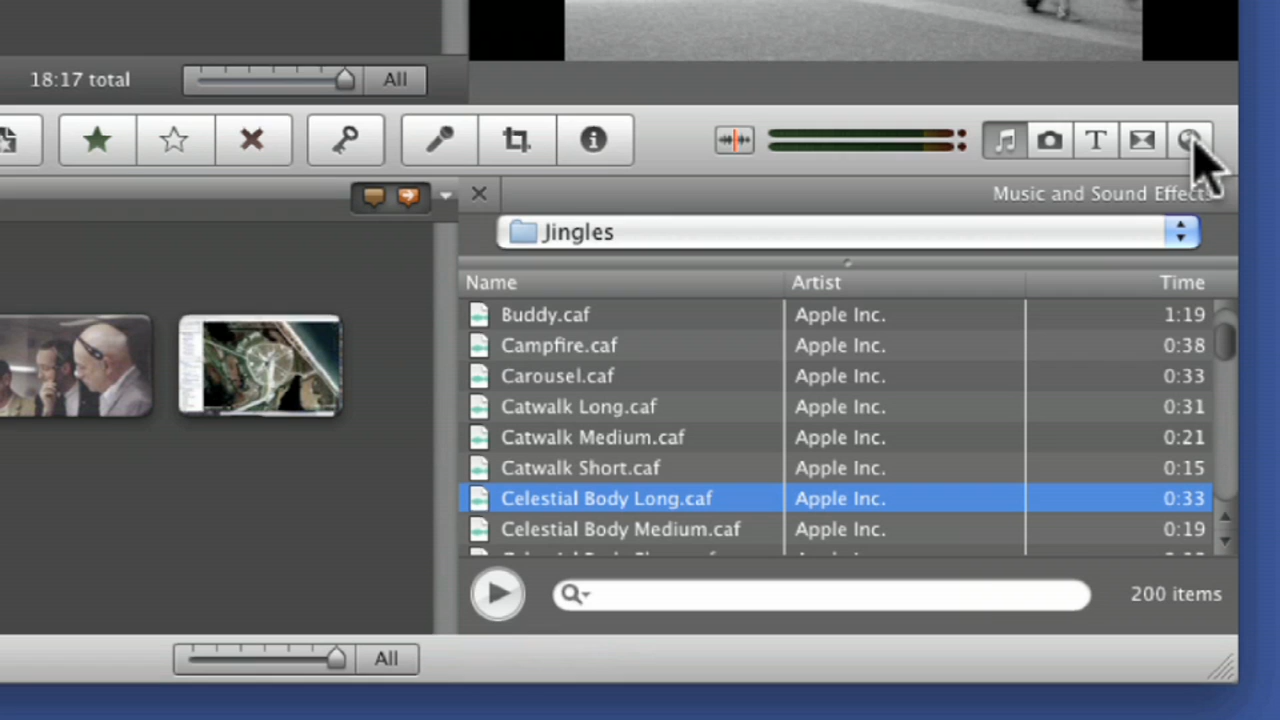 18:17 total
All
T
Music and Sound Effects
Jingles
Name Artist Time
Buddy.caf Apple Inc. 1:19
Campfire.caf Apple Inc. 0:38
Carousel.caf Apple Inc. 0:33
Catwalk Long.caf Apple Inc. 0:31
Catwalk Medium.caf Apple Inc. 0:21
Catwalk Short.caf Apple Inc. 0:15
Celestial Body Long.caf Apple Inc. 0:33
Celestial Body Medium.caf Apple Inc. 0:19
200 items
All